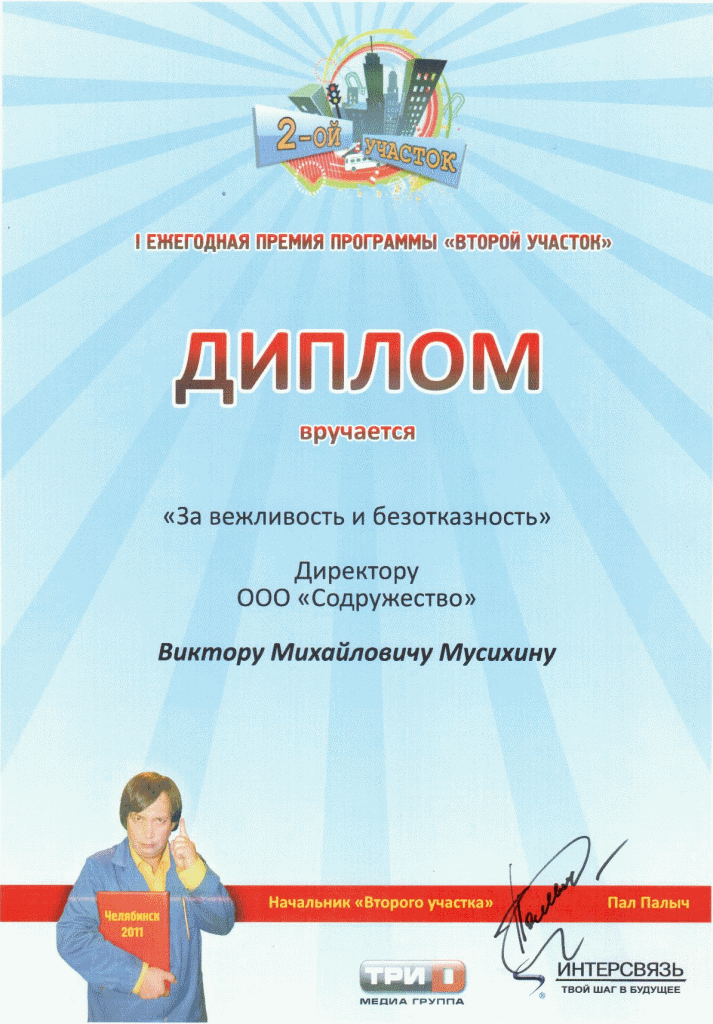 2-ОЙ
УЧАСТОК
I ЕЖЕГОДНАЯ ПРЕМИЯ ПРОГРАММЫ «ВТОРОЙ УЧАСТОК»
ДИПЛОМ
вручается
«За вежливость и безотказность»
Директору
ООО «Содружество»
Виктору Михайловичу Мусихину
Челябинск
2011
Начальник «Второго участка»
Пал Палыч
Палыч
ТРИ
МЕДИА ГРУППА
ИНТЕРСВЯЗЬ
ТВОЙ ШАГ В БУДУЩЕЕ